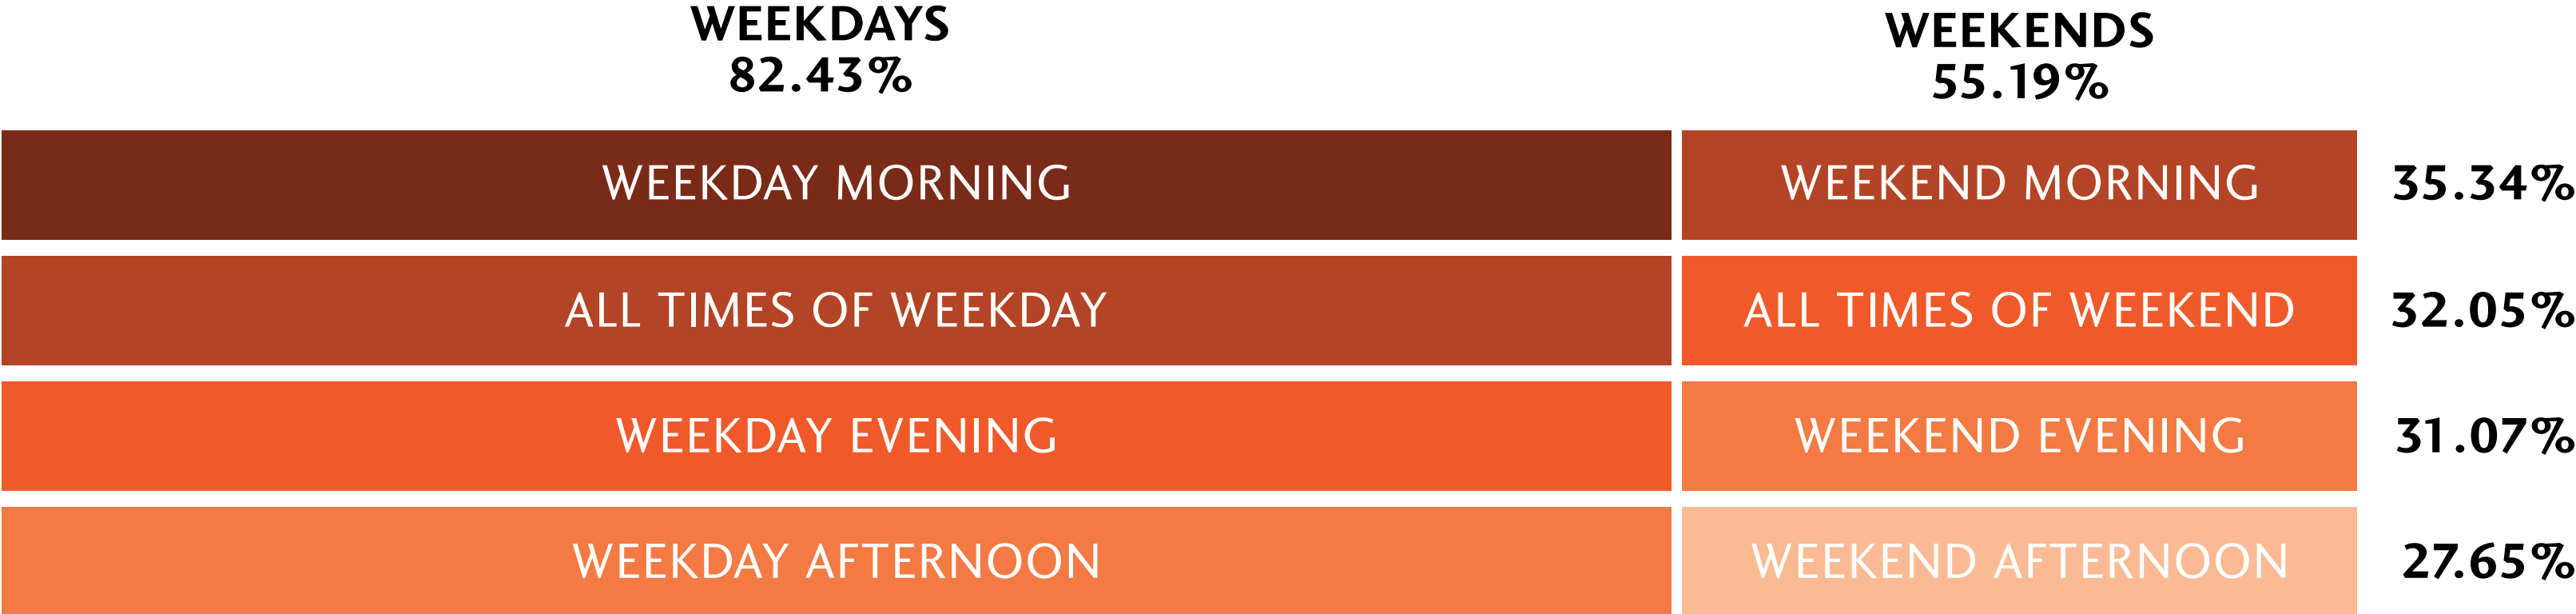 WEEKDAYS
82.43%
WEEKENDS
55.19%
WEEKDAY MORNING WEEKEND MORNING 35.34%
ALL TIMES OF WEEKDAY ALL TIMES OF WEEKEND 32.05%
WEEKDAY EVENING WEEKEND EVENING 31.07%
WEEKDAY AFTERNOON WEEKEND AFTERNOON 27.65%